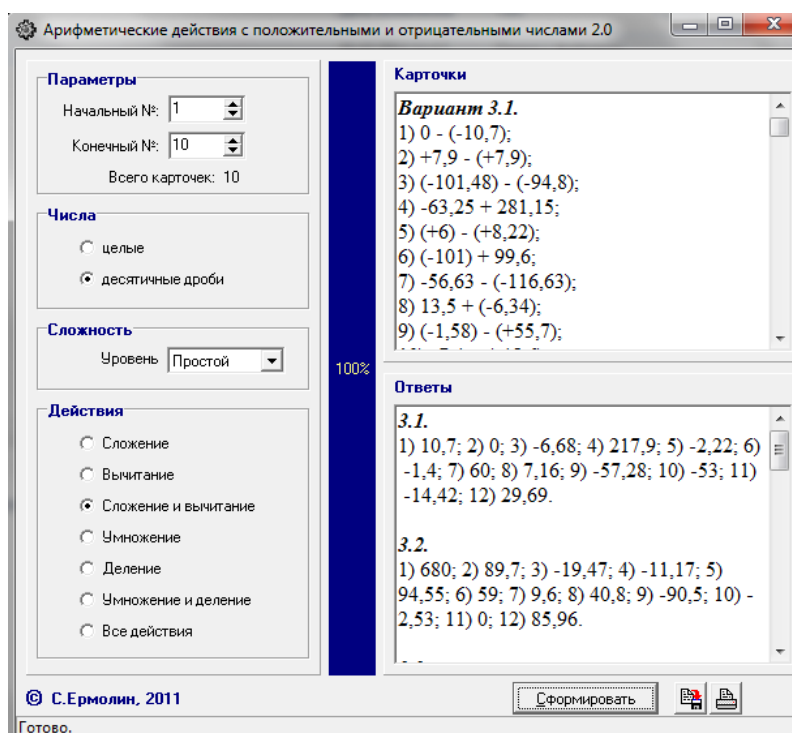 Арифметические действия с положительными и отрицательными числами 2.0
Параметры
Начальный №: 1
Конечный №: 10
Всего карточек: 10
Числа
целые
десятичные дроби
Сложность
Уровень Простой
Действия
Сложение
Вычитание
Сложение и вычитание
Умножение
Деление
Умножение и деление
Все действия
100%
Карточки
Вариант 3.1.
1) 0 - (-10,7);
2) +7,9 - (+7,9);
3) (-101,48) - (-94,8);
4) -63,25 + 281,15;
5) (+6) - (+8,22);
6) (-101) + 99,6;
7) -56,63 - (-116,63);
8) 13,5 + (-6,34);
9) (-1,58) - (+55,7);
Ответы
3.1.
1) 10,7; 2) 0; 3) -6,68; 4) 217,9; 5) -2,22; 6)
-1,4; 7) 60; 8) 7,16; 9) -57,28; 10) -53; 11)
-14,42; 12) 29,69.
3.2.
1) 680; 2) 89,7; 3) -19,47; 4) -11,17; 5)
94,55; 6) 59; 7) 9,6; 8) 40,8; 9) -90,5; 10) -
2,53; 11) 0; 12) 85,96.
© С.Ермолин, 2011
Сформировать
Готово.